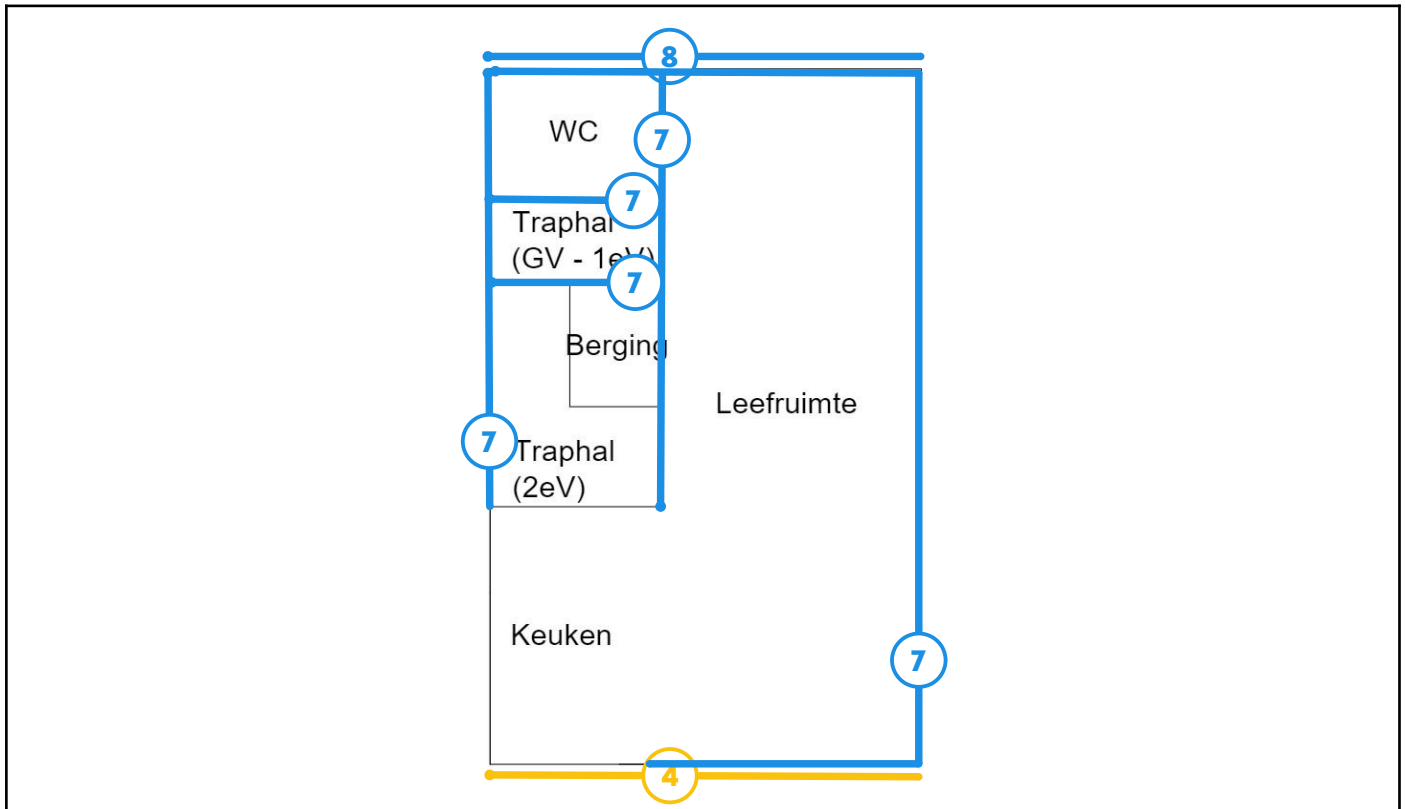 8
WC
7
7
Traphal
(GV - 1eV)
7
Berging
Leefruimte
7
Traphal
(2eV)
Keuken
7
4